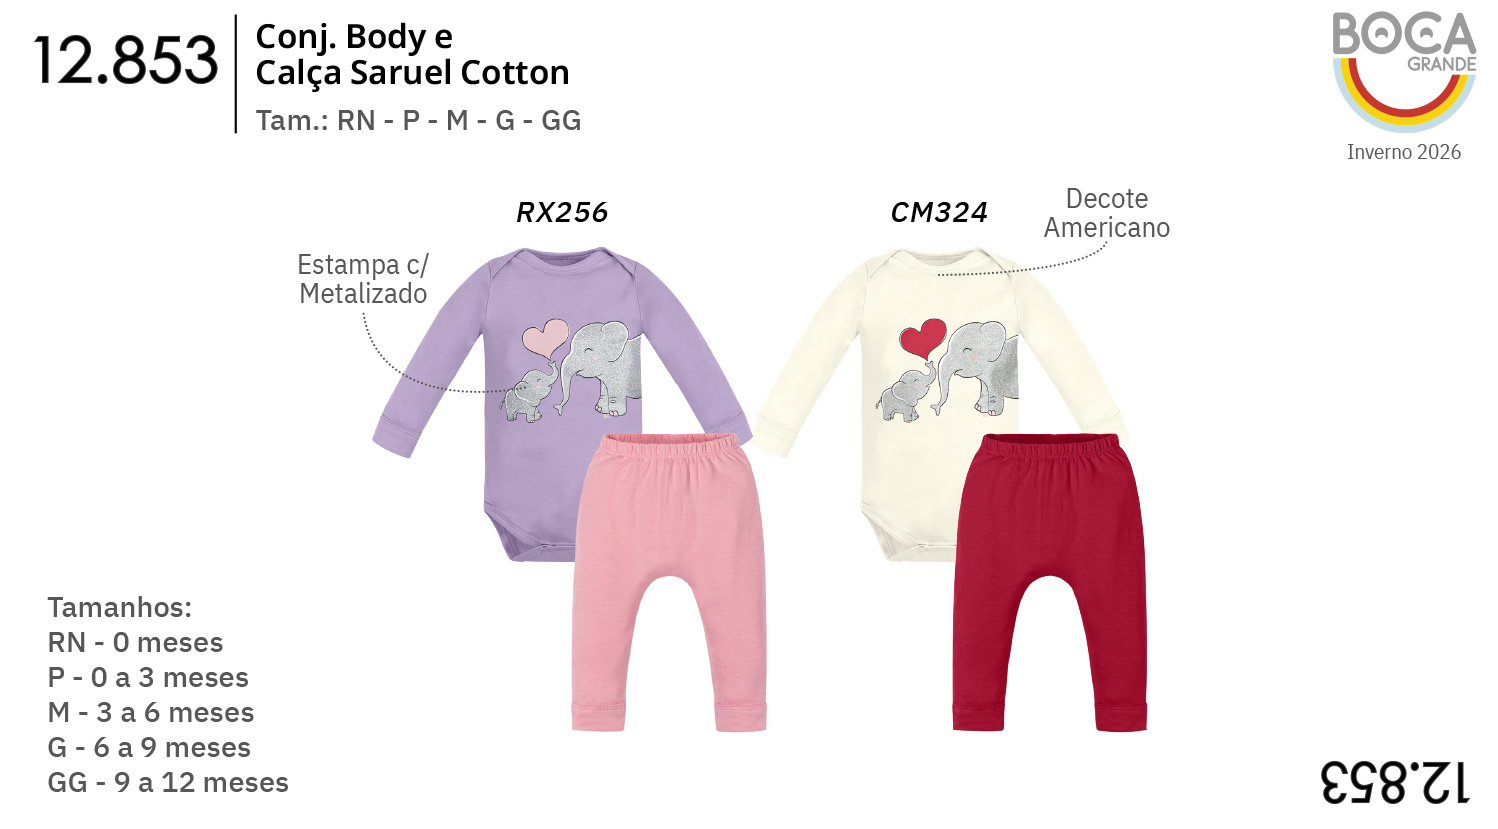 12.853
Conj. Body e
Calça Saruel Cotton
Tam.: RN - P - M - G - GG
BOCA
GRANDE
Inverno 2026
RX256
CM324
Decote
Americano
Estampa c/
Metalizado
Tamanhos:
RN - 0 meses
P - 0 a 3 meses
M - 3 a 6 meses
G - 6 a 9 meses
GG - 9 a 12 meses
12.853